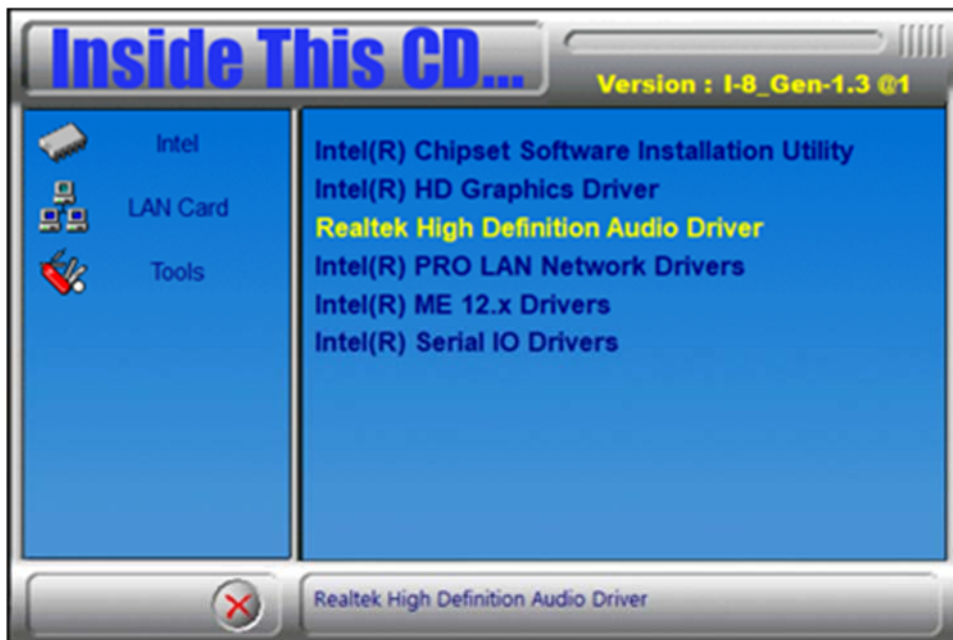 Inside This CD...
Version : I-8_Gen-1.3 @1
Intel
LAN Card
Tools
Intel(R) Chipset Software Installation Utility
Intel(R) HD Graphics Driver
Realtek High Definition Audio Driver
Intel(R) PRO LAN Network Drivers
Intel(R) ME 12.x Drivers
Intel(R) Serial IO Drivers
Realtek High Definition Audio Driver